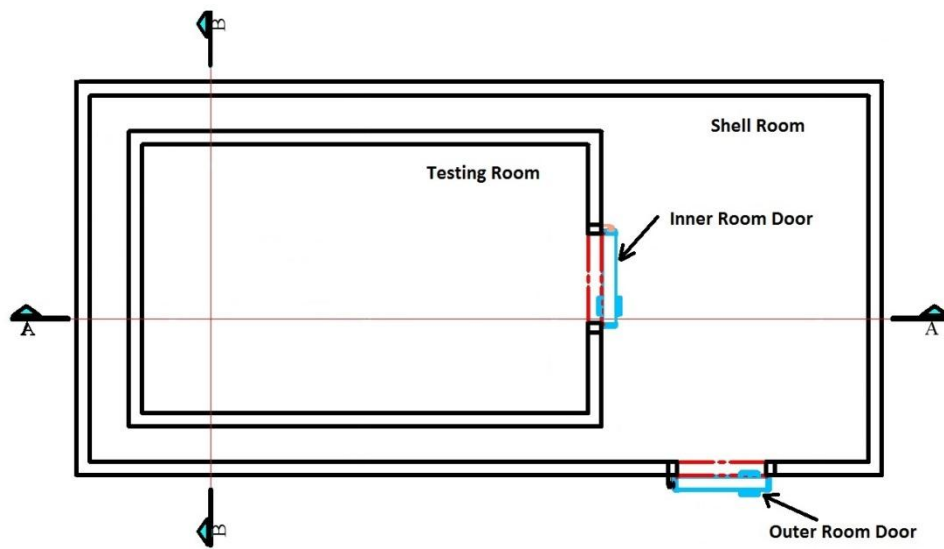 B
Shell Room
Testing Room
Inner Room Door
A
A
B
Outer Room Door